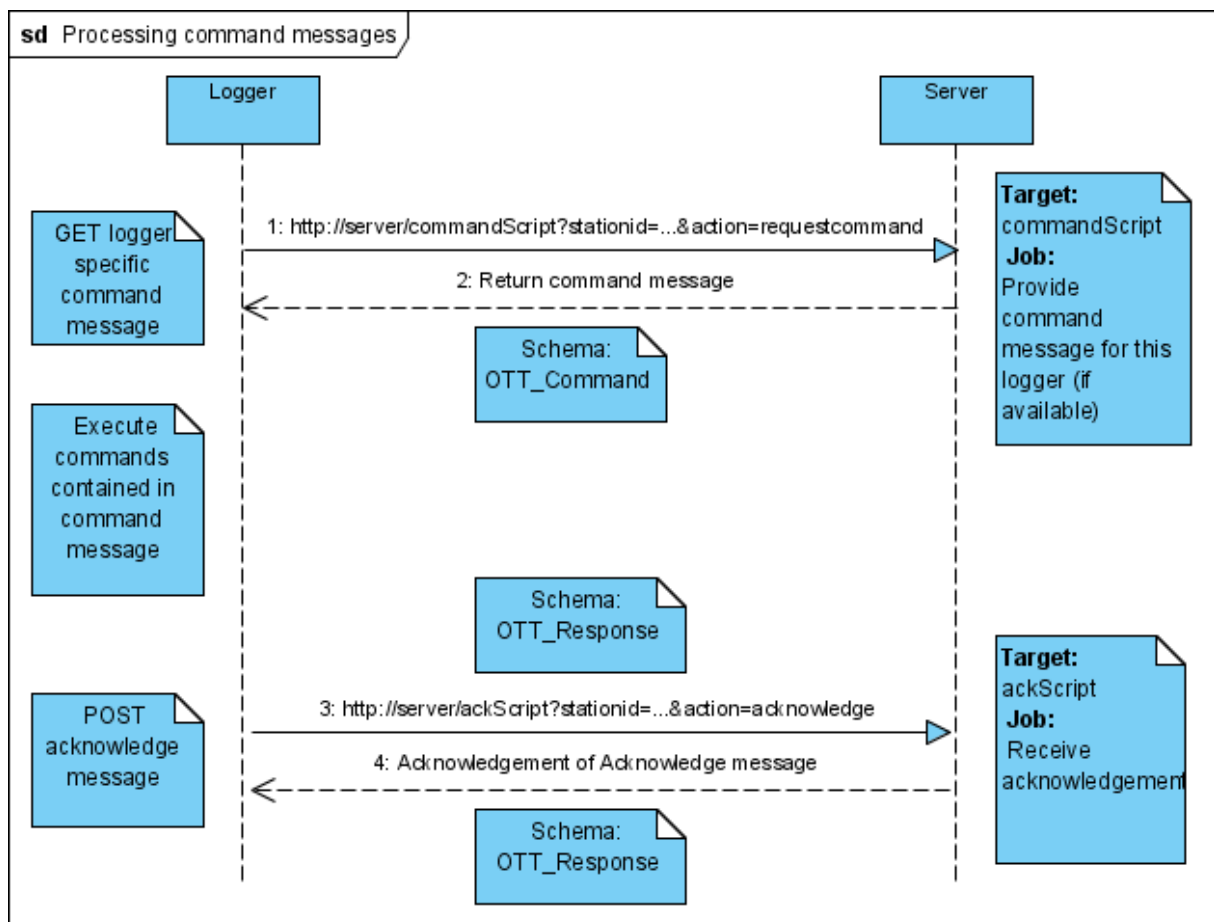 sd Processing command messages
Logger
Server
GET logger
specific
command
message
1: http://server/commandScript?stationid=...&action=requestcommand
2: Return command message
Schema:
OTT_Command
Target:
commandScript
Job:
Provide
command
message for this
logger (if
available)
Execute
commands
contained in
command
message
Schema:
OTT_Response
POST
acknowledge
message
3: http://server/ackScript?stationid=...&action=acknowledge
4: Acknowledgement of Acknowledge message
Schema:
OTT_Response
Target:
ackScript
Job:
Receive
acknowledgement